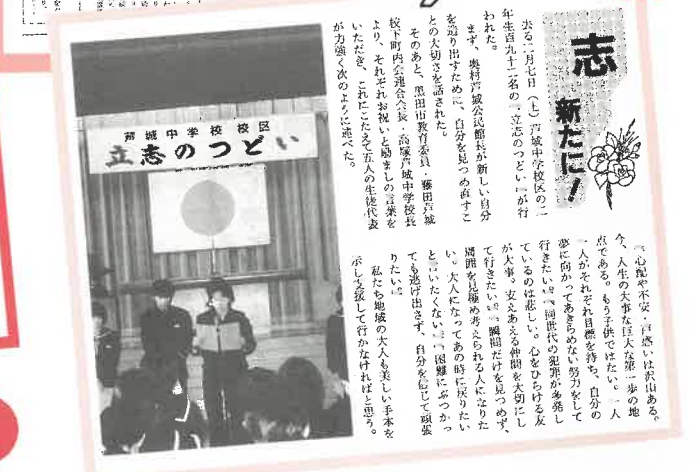 志
新たに！
去る二月七日（土）芦城中学校区の二
年生百九十二名の『立志のつどい』が行
われた。
まず、奥村芦城公民館長が新しい自分
を造り出すために、自分を見つめ直すこ
との大切さを話された。
そのあと、黒田市教育委員・藤田芦城
校下町内会連合会長・高塚芦城中学校長
より、それぞれお祝いと励ましの言葉を
いただき、これにこたえて五人の生徒代表
が力強く次のように述べた。
芦城中学校 校区
立志のつどい
『心配や不安・戸惑いは沢山ある。
今、人生の大事な巨大な第一歩の地
点である。もう子供ではない。一人
一人がそれぞれ目標を持ち、自分の
夢に向かってあきらめない努力をして
行きたい』『同世代の犯罪が多発し
ているのは悲しい。心をひらける友
が大事。支えあえる仲間を大切にし
て行きたい』『瞬間だけを見つめず、
周囲を見極め考えられる人になりた
い。大人になってあの時に戻りたい
と言いたくない』『困難にぶつかっ
ても逃げ出さず、自分を信じて頑張
りたい』
私たち地域の大人も美しい手本を
示し支援して行かなければと思う。